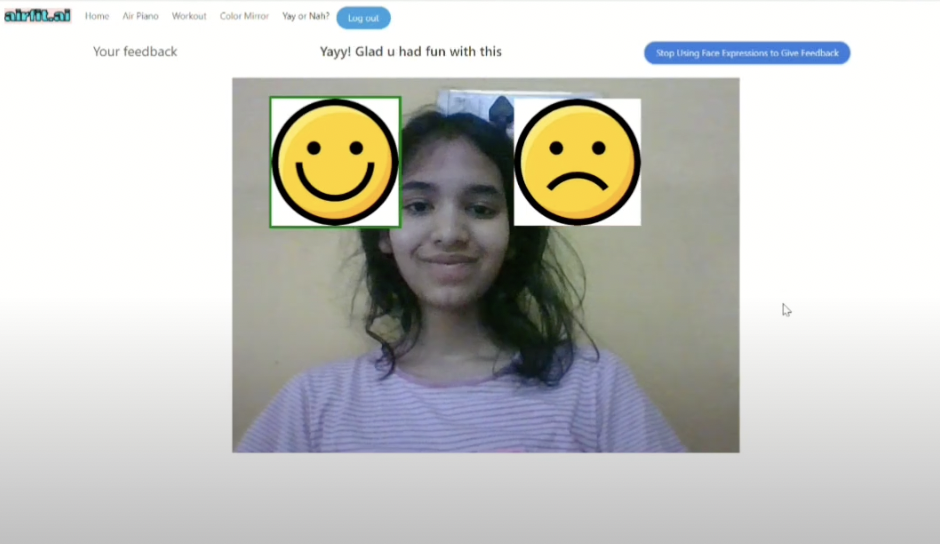 airfit.ai Home Air Piano Workout Color Mirror Yay or Nah? Log out
Your feedback Yayy! Glad u had fun with this Stop Using Face Expressions to Give Feedback